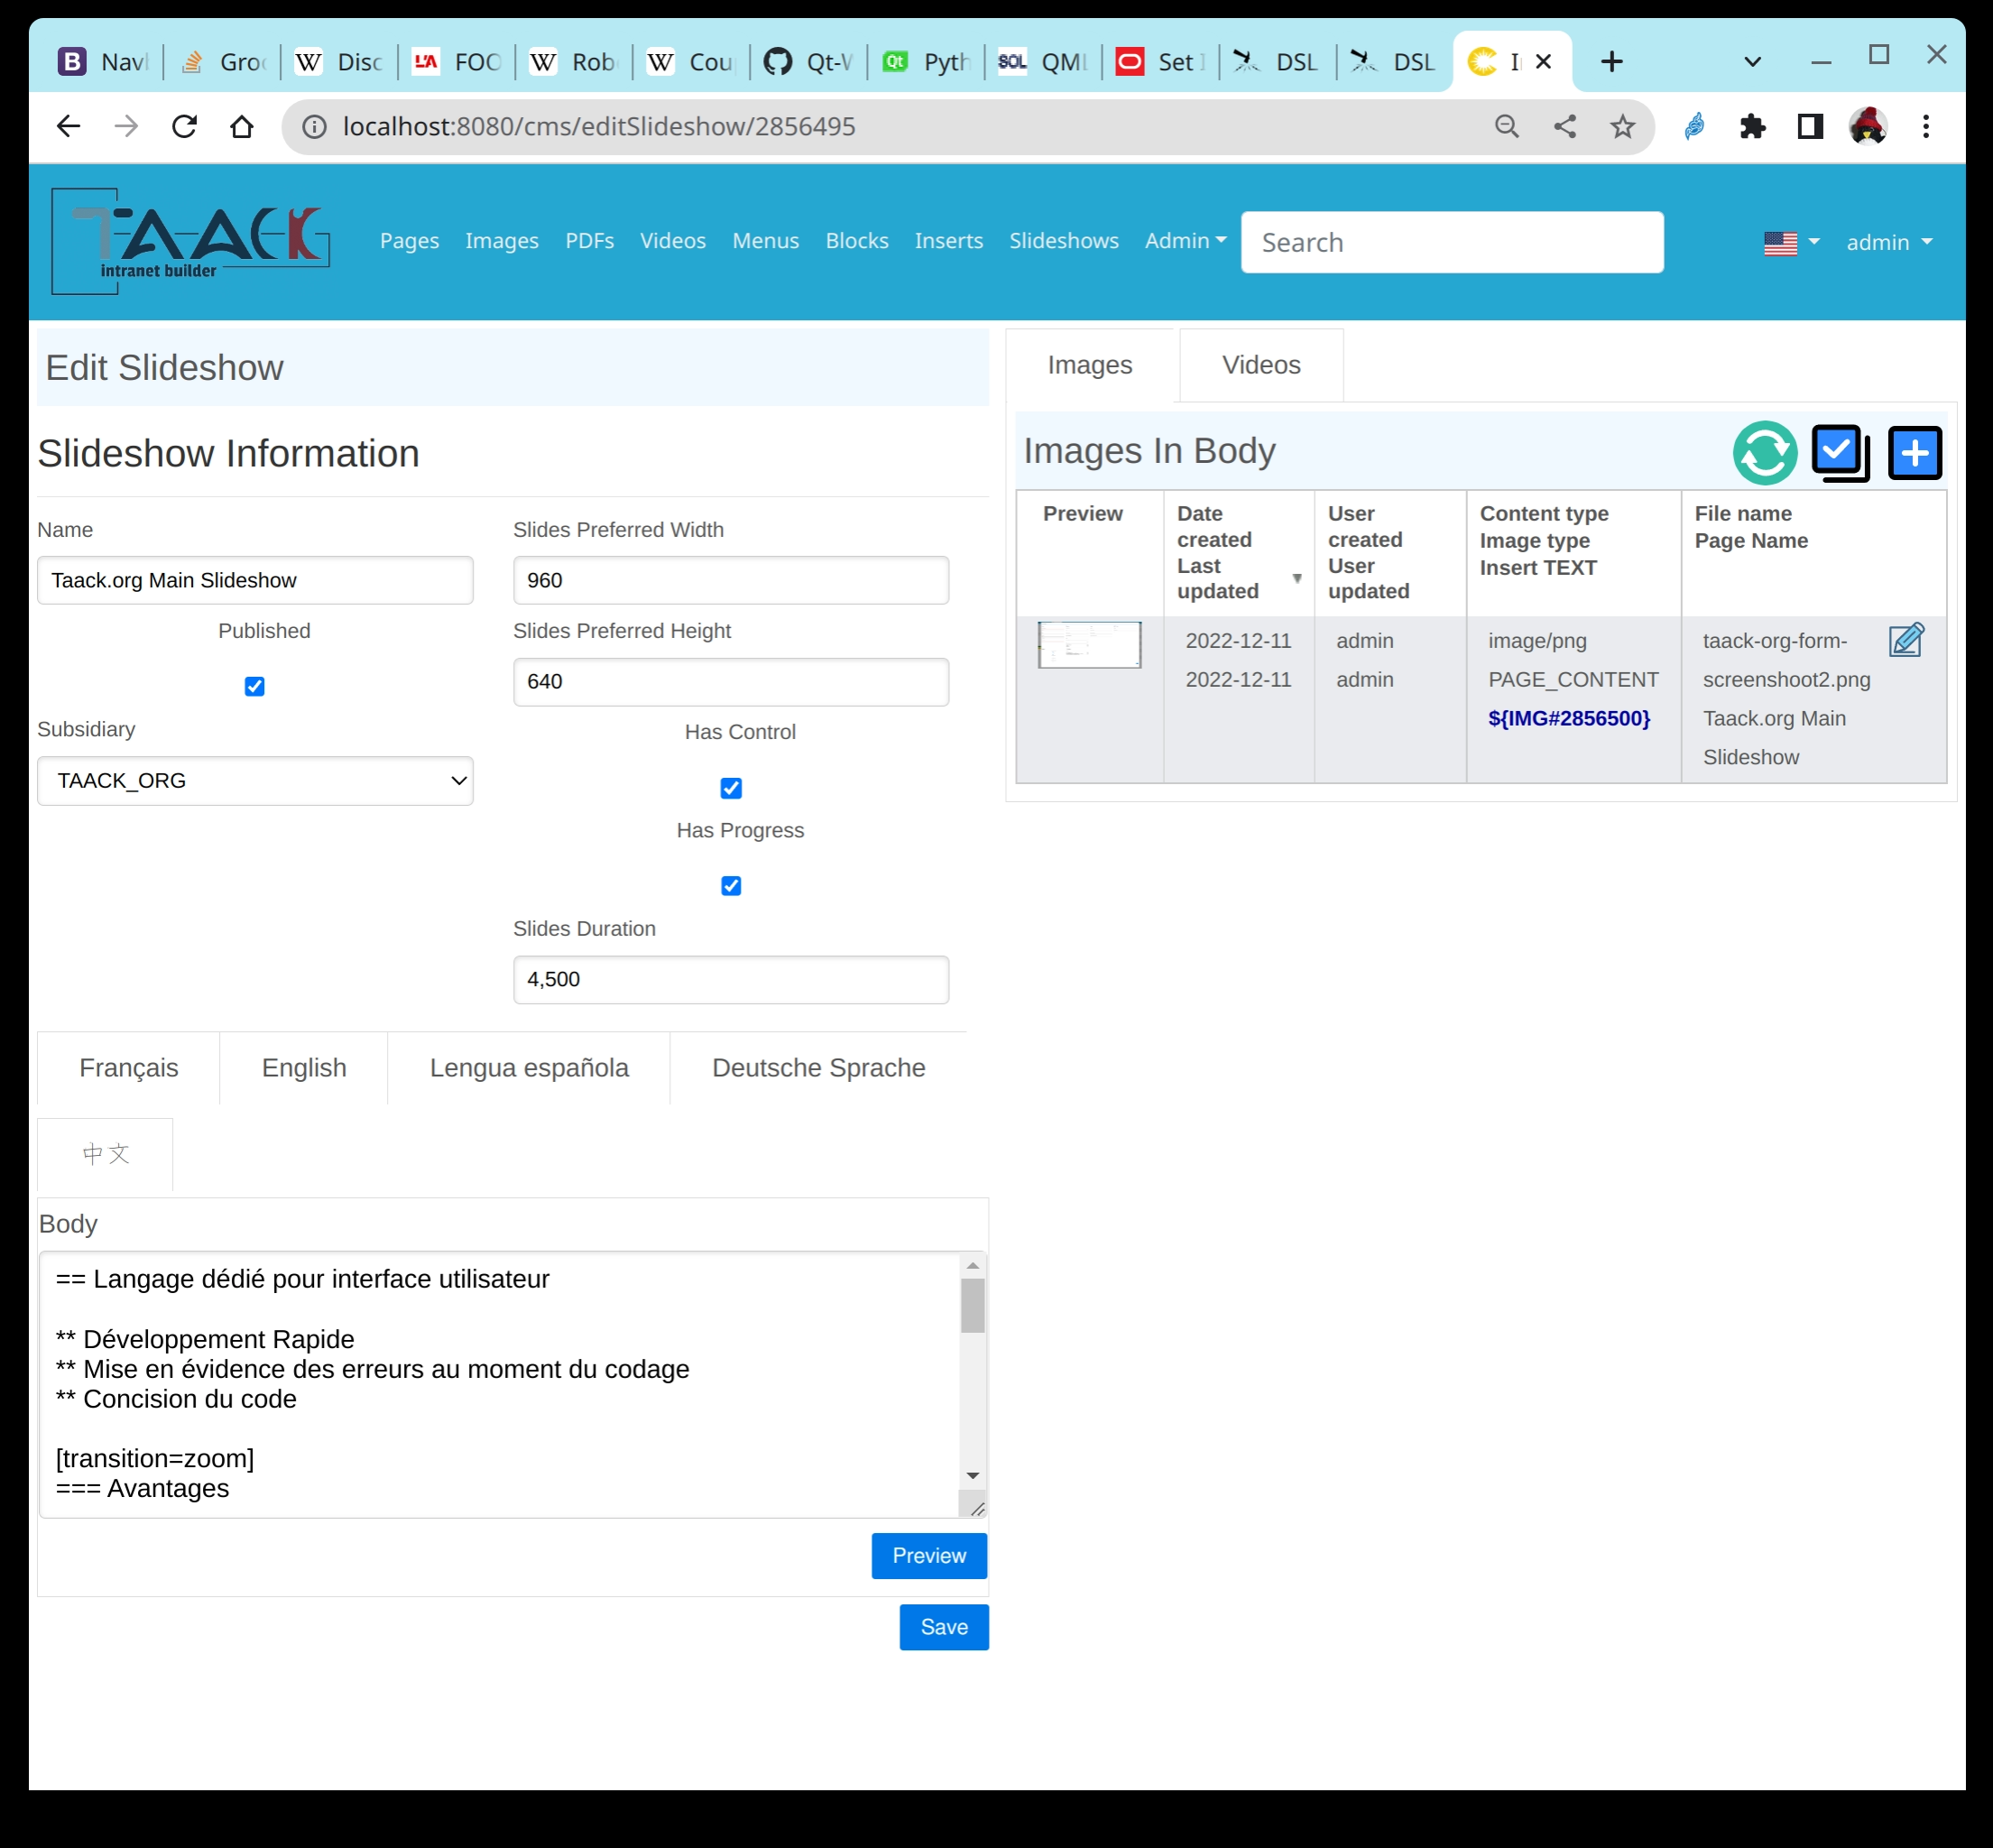 Nav
Gro
Disc
FOO
Rob
Cou
Qt-W
Pyth
QML
Set
DSL
DSL
localhost:8080/cms/editSlideshow/2856495
TAACK
intranet builder
Pages Images PDFs Videos Menus Blocks Inserts Slideshows Admin Search admin
Edit Slideshow
Slideshow Information
Name
Taack.org Main Slideshow
Published
Subsidiary
TAACK_ORG
Slides Preferred Width
960
Slides Preferred Height
640
Has Control
Has Progress
Slides Duration
4,500
Français English Lengua española Deutsche Sprache
中文
Body
== Langage dédié pour interface utilisateur
** Développement Rapide
** Mise en évidence des erreurs au moment du codage
** Concision du code
[transition=zoom]
=== Avantages
Preview
Save
Images Videos
Images In Body
Preview
Date
created
Last
updated
User
created
User
updated
Content type
Image type
Insert TEXT
File name
Page Name
2022-12-11
2022-12-11
admin
admin
image/png
PAGE_CONTENT
${IMG#2856500}
taack-org-form-
screenshoot2.png
Taack.org Main
Slideshow